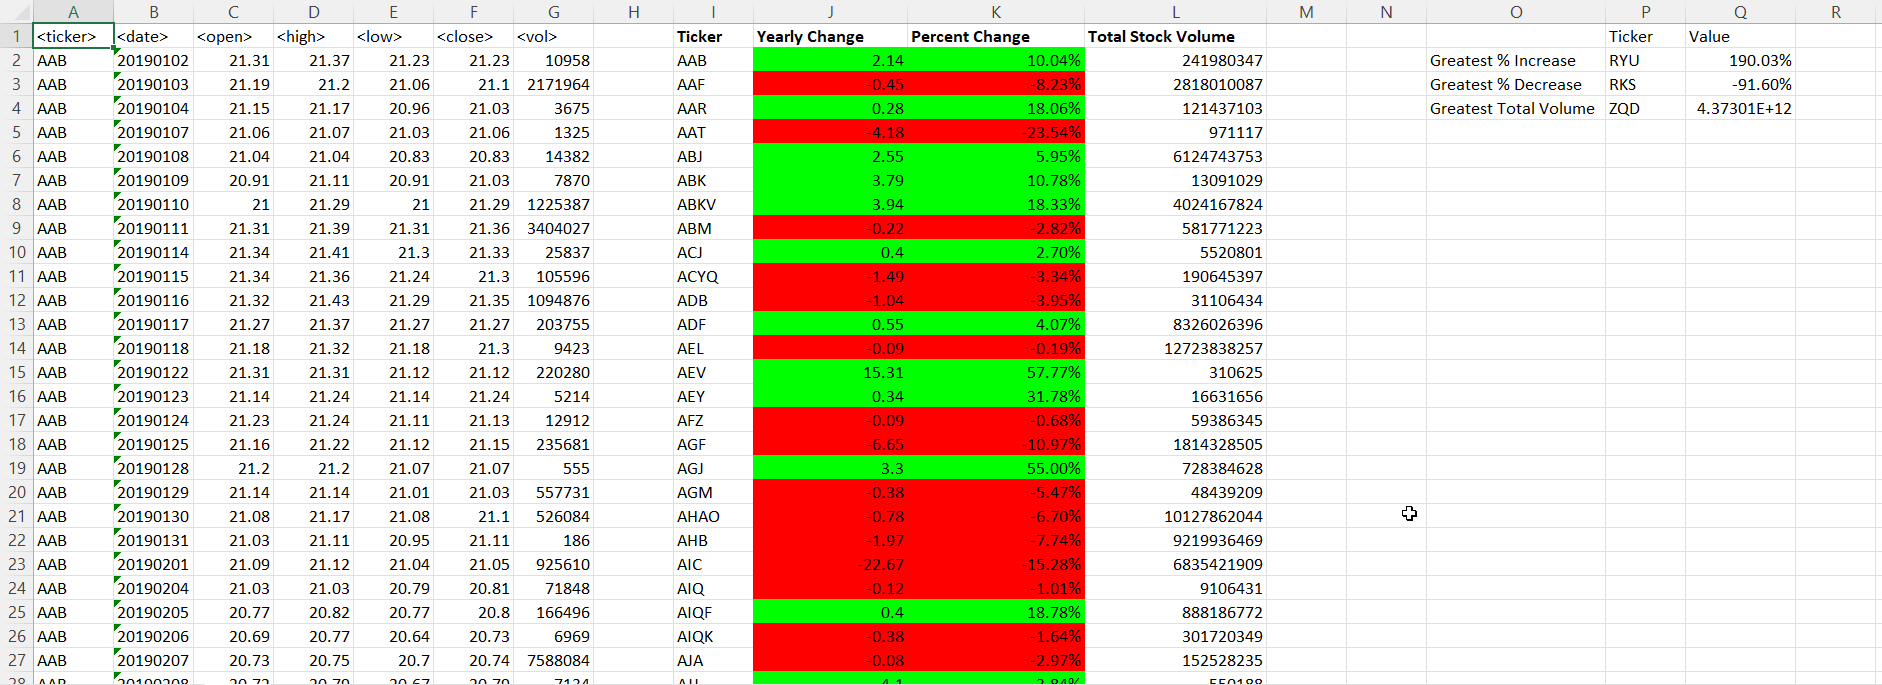 A B C D E F G H I J K L M N O P Q R
1 <ticker> <date> <open> <high> <low> <close> <vol> Ticker Yearly Change Percent Change Total Stock Volume Ticker Value
2 AAB 20190102 21.31 21.37 21.23 21.23 10958 AAB 2.14 10.04% 241980347 Greatest % Increase RYU 190.03%
3 AAB 20190103 21.19 21.2 21.06 21.1 2171964 AAF -0.45 -8.23% 2818010087 Greatest % Decrease RKS -91.60%
4 AAB 20190104 21.15 21.17 20.96 21.03 3675 AAR 0.28 18.06% 121437103 Greatest Total Volume ZQD 4.37301E+12
5 AAB 20190107 21.06 21.07 21.03 21.06 1325 AAT -4.18 -23.54% 971117
6 AAB 20190108 21.04 21.04 20.83 20.83 14382 ABJ 2.55 5.95% 6124743753
7 AAB 20190109 20.91 21.11 20.91 21.03 7870 ABK 3.79 10.78% 13091029
8 AAB 20190110 21 21.29 21 21.29 1225387 ABKV 3.94 18.33% 4024167824
9 AAB 20190111 21.31 21.39 21.31 21.36 3404027 ABM -0.22 -2.82% 581771223
10 AAB 20190114 21.34 21.41 21.3 21.33 25837 ACJ 0.4 2.70% 5520801
11 AAB 20190115 21.34 21.36 21.24 21.3 105596 ACYQ -1.49 -3.34% 190645397
12 AAB 20190116 21.32 21.43 21.29 21.35 1094876 ADB -1.04 -3.95% 31106434
13 AAB 20190117 21.27 21.37 21.27 21.27 203755 ADF 0.55 4.07% 8326026396
14 AAB 20190118 21.18 21.32 21.18 21.3 9423 AEL -0.09 -0.19% 12723838257
15 AAB 20190122 21.31 21.31 21.12 21.12 220280 AEV 15.31 57.77% 310625
16 AAB 20190123 21.14 21.24 21.14 21.24 5214 AEY 0.34 31.78% 16631656
17 AAB 20190124 21.23 21.24 21.11 21.13 12912 AFZ -0.09 -0.68% 59386345
18 AAB 20190125 21.16 21.22 21.12 21.15 235681 AGF -6.65 -10.97% 1814328505
19 AAB 20190128 21.2 21.2 21.07 21.07 555 AGJ 3.3 55.00% 728384628
20 AAB 20190129 21.14 21.14 21.01 21.03 557731 AGM -0.38 -5.47% 48439209
21 AAB 20190130 21.08 21.17 21.08 21.1 526084 AHAO -0.78 -6.70% 10127862044
22 AAB 20190131 21.03 21.11 20.95 21.11 186 AHB -1.97 -7.74% 9219936469
23 AAB 20190201 21.09 21.12 21.04 21.05 925610 AIC -22.67 -15.28% 6835421909
24 AAB 20190204 21.03 21.03 20.79 20.81 71848 AIQ -0.12 -1.01% 9106431
25 AAB 20190205 20.77 20.82 20.77 20.8 166496 AIQF 0.4 18.78% 888186772
26 AAB 20190206 20.69 20.77 20.64 20.73 6969 AIQK -0.38 -1.64% 301720349
27 AAB 20190207 20.73 20.75 20.7 20.74 7588084 AJA -0.08 -2.97% 152528235
28 AAB 20190208